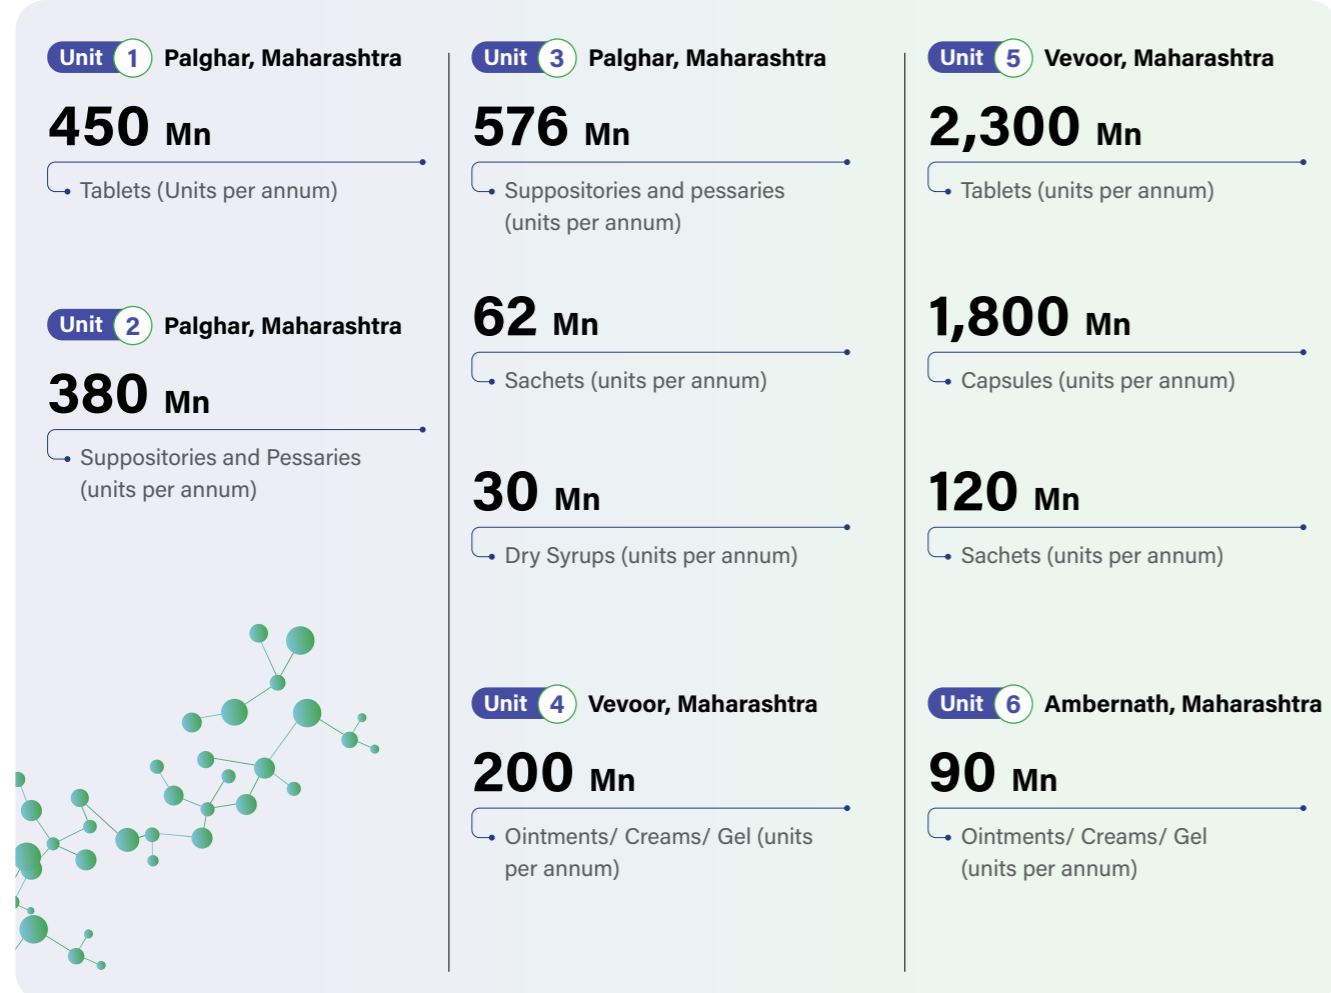 Unit 1 Palghar, Maharashtra
450 Mn
Tablets (Units per annum)
Unit 2 Palghar, Maharashtra
380 Mn
Suppositories and Pessaries
(units per annum)
Unit 3 Palghar, Maharashtra
576 Mn
Suppositories and pessaries
(units per annum)
62 Mn
Sachets (units per annum)
30 Mn
Dry Syrups (units per annum)
Unit 4 Vevoor, Maharashtra
200 Mn
Ointments/ Creams/ Gel (units
per annum)
Unit 5 Vevoor, Maharashtra
2,300 Mn
Tablets (units per annum)
1,800 Mn
Capsules (units per annum)
120 Mn
Sachets (units per annum)
Unit 6 Ambernath, Maharashtra
90 Mn
Ointments/ Creams/ Gel
(units per annum)